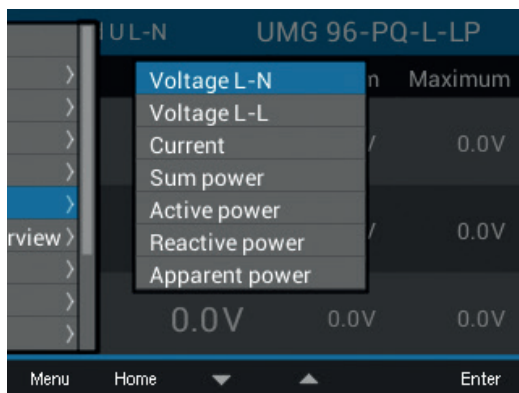 UL-N UMG 96-PQ-L-LP
Maximum
Voltage L-N
Voltage L-L
Current
Sum power
Active power
Reactive power
Apparent power
rview
0.0V
0.0V
0.0V 0.0V 0.0V
Menu Home Enter